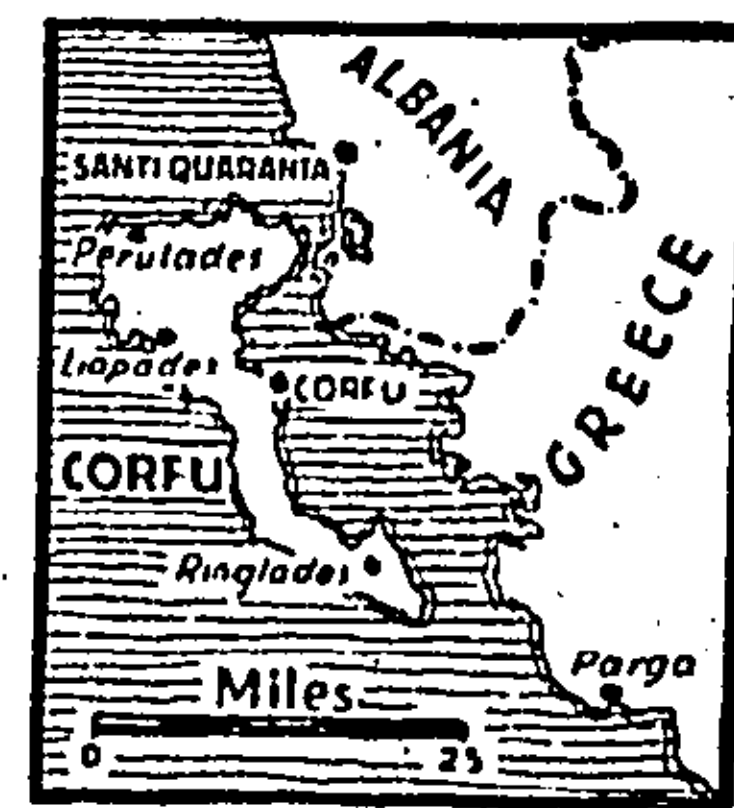 ALBANIA
SANTI QUARANTA
Perulades
GREECE
Liapades
CORFU
CORFU
Ringlades
Parga
Miles
0 25